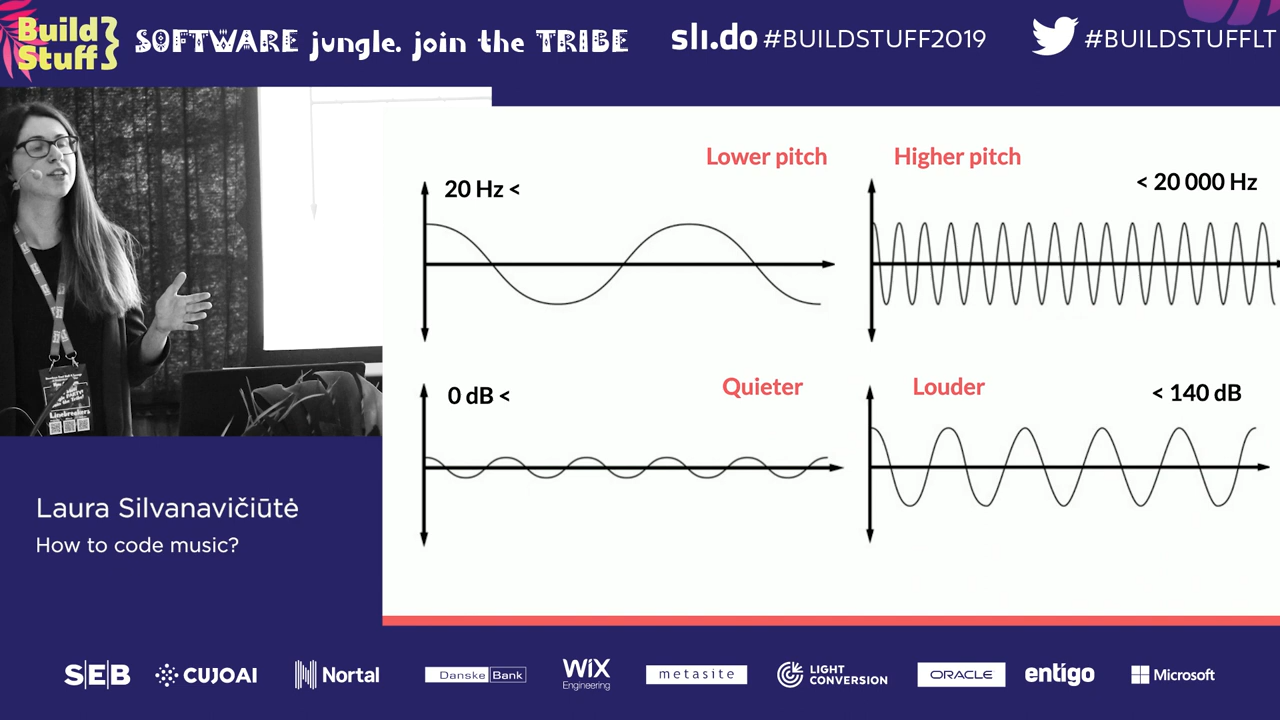 Build
Stuff
SOFTWARE jungle. join the TRIBE
sli.do #BUILDSTUFF2019
#BUILDSTUFFLT
Lower pitch
Higher pitch
20 Hz <
< 20 000 Hz
0 dB <
Quieter
Louder
< 140 dB
Linebreakers
Laura Silvanavičiūtė
How to code music?
SEB
CUJOAI
Nortal
Danske Bank
WiX
Engineering
metasite
LIGHT
CONVERSION
ORACLE
entigo
Microsoft